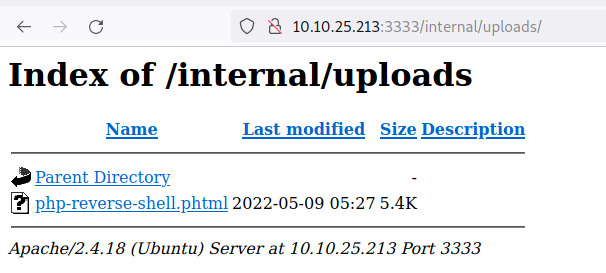 10.10.25.213:3333/internal/uploads/
Index of /internal/uploads
Name Last modified Size Description
Parent Directory -
php-reverse-shell.phtml 2022-05-09 05:27 5.4K
Apache/2.4.18 (Ubuntu) Server at 10.10.25.213 Port 3333